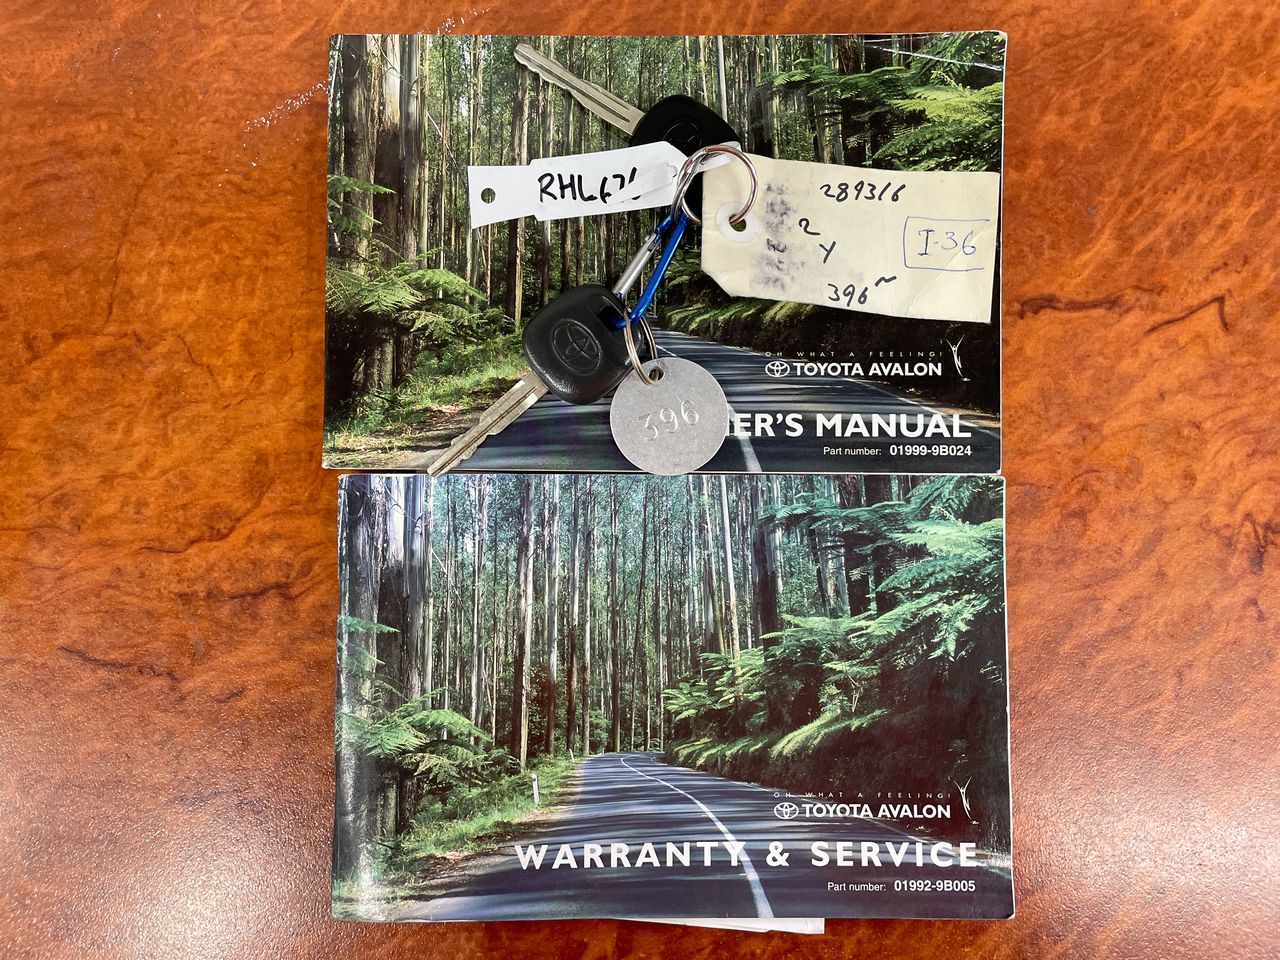 289316
2
Y
396~
I-36
396
OH WHAT A FEELING!
TOYOTA AVALON
ER'S MANUAL
Part number: 01999-9B024
OH WHAT A FEELING!
TOYOTA AVALON
WARRANTY & SERVICE
Part number: 01992-9B005